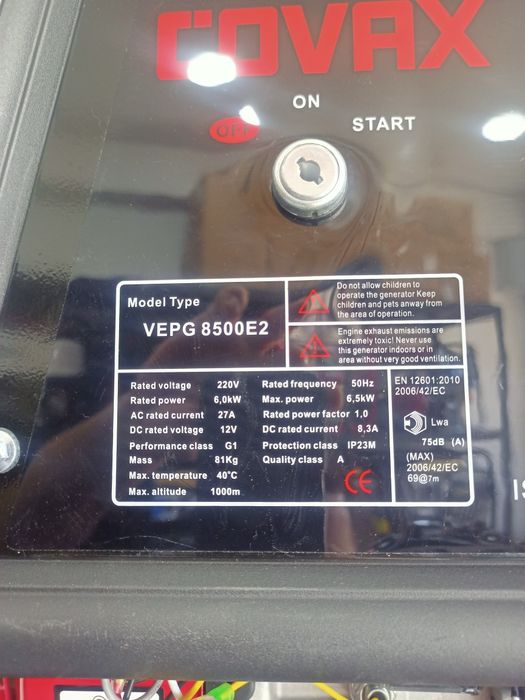 COVAX
ON
OFF
START
Model Type
VEPG 8500E2
Do not allow children to
operate the generator Keep
children and pets anway from
the area of operation.
Engine exhaust emissions are
extremely toxic! Never use
this generator indoors or in
area without very good ventilation.
Rated voltage 220V
Rated power 6,0kW
AC rated current 27A
DC rated voltage 12V
Performance class G1
Mass 81Kg
Max. temperature 40°C
Max. altitude 1000m
Rated frequency 50Hz
Max. power 6,5kW
Rated power factor 1,0
DC rated current 8,3A
Protection class IP23M
Quality class A
CE
EN 12601:2010
2006/42/EC
Lwa
75dB (A)
(MAX)
2006/42/EC
69@7m